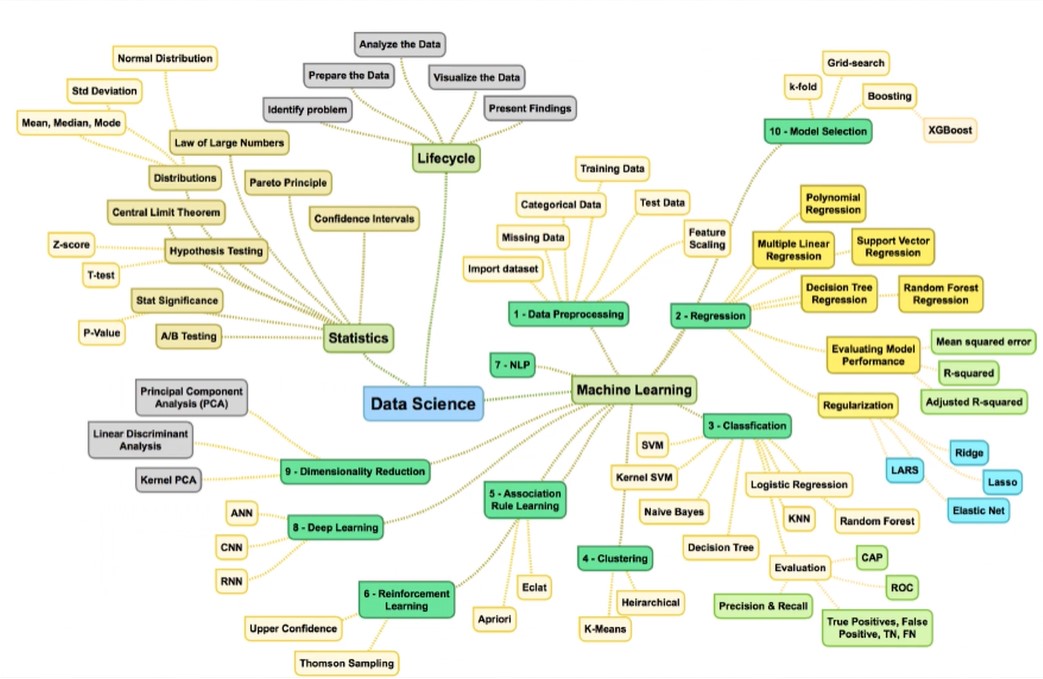 Data Science
Lifecycle
Identify problem
Prepare the Data
Analyze the Data
Visualize the Data
Present Findings
Statistics
Normal Distribution
Std Deviation
Mean, Median, Mode
Law of Large Numbers
Distributions
Pareto Principle
Central Limit Theorem
Confidence Intervals
Hypothesis Testing
Z-score
T-test
Stat Significance
P-Value
A/B Testing
Machine Learning
1 - Data Preprocessing
Import dataset
Missing Data
Categorical Data
Training Data
Test Data
Feature
Scaling
2 - Regression
Polynomial
Regression
Multiple Linear
Regression
Support Vector
Regression
Decision Tree
Regression
Random Forest
Regression
Evaluating Model
Performance
Mean squared error
R-squared
Adjusted R-squared
Regularization
LARS
Ridge
Lasso
Elastic Net
3 - Classfication
SVM
Kernel SVM
Naive Bayes
Decision Tree
Logistic Regression
KNN
Random Forest
Evaluation
CAP
ROC
Precision & Recall
True Positives, False
Positive, TN, FN
4 - Clustering
K-Means
Heirarchical
5 - Association
Rule Learning
Apriori
Eclat
6 - Reinforcement
Learning
Upper Confidence
Thomson Sampling
7 - NLP
8 - Deep Learning
ANN
CNN
RNN
9 - Dimensionality Reduction
Principal Component
Analysis (PCA)
Linear Discriminant
Analysis
Kernel PCA
10 - Model Selection
k-fold
Grid-search
Boosting
XGBoost